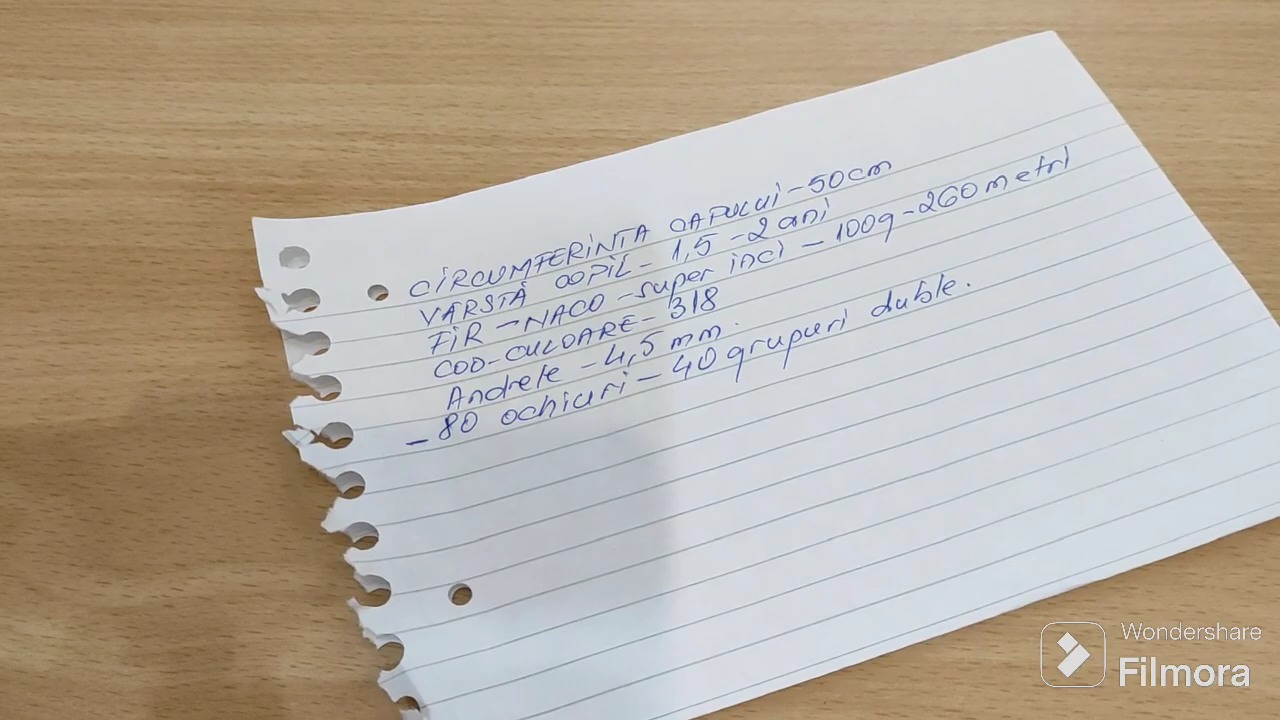 CIRCUMFERINTA CAPULUI - 50cm
VÂRSTĂ COPIL - 1,5 - 2 ani
FIR - NACO - super inci - 100g - 260 metri
COD-CULOARE - 318
Andrele - 4,5 mm.
- 80 ochiuri - 40 grupuri duble.
Wondershare
Filmora